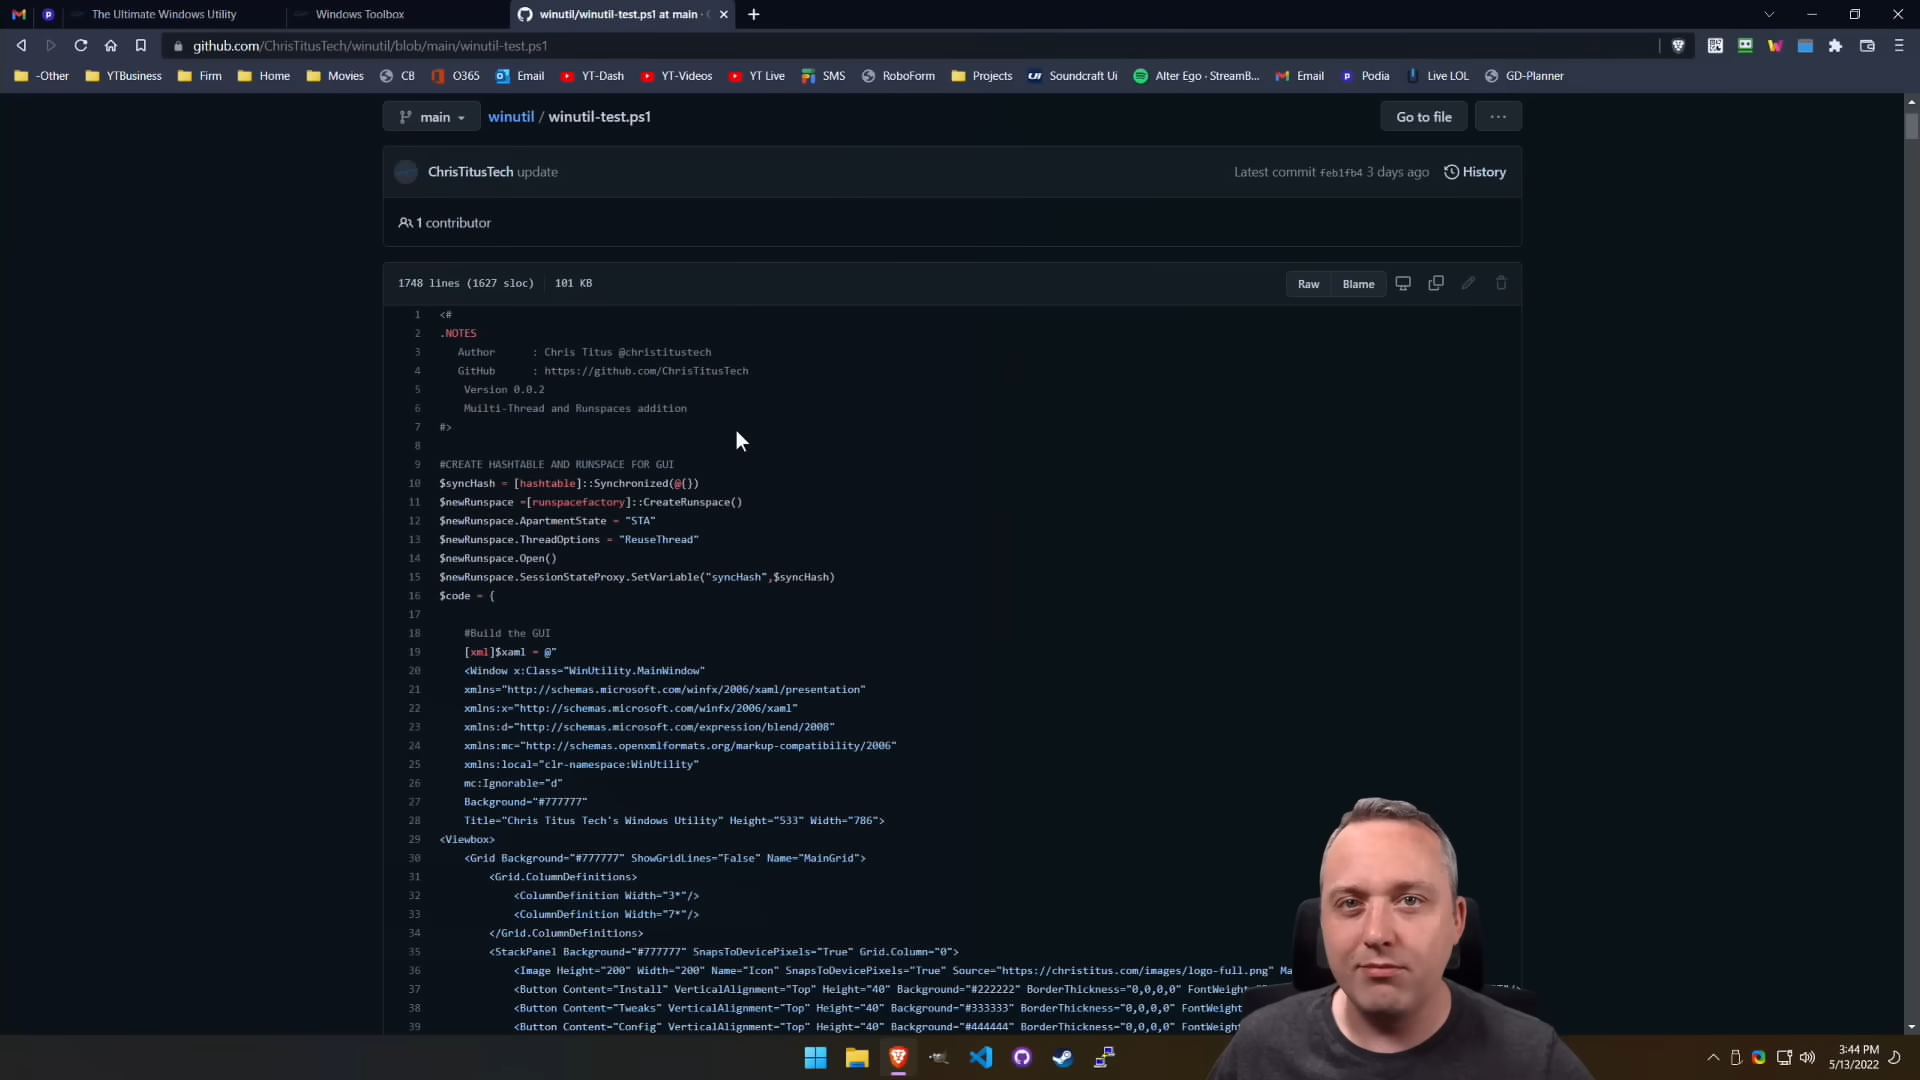 The Ultimate Windows Utility
Windows Toolbox
winutil/winutil-test.ps1 at main ·
github.com/ChrisTitusTech/winutil/blob/main/winutil-test.ps1
-Other YTBusiness Firm Home Movies CB O365 Email YT-Dash YT-Videos YT Live SMS RoboForm Projects Soundcraft Ui Alter Ego · StreamB... Email Podia Live LOL GD-Planner
main winutil / winutil-test.ps1 Go to file ...
ChrisTitusTech update Latest commit feb1fb4 3 days ago History
1 contributor
1748 lines (1627 sloc) 101 KB Raw Blame
1 <#
2 .NOTES
3 Author : Chris Titus @christitustech
4 GitHub : https://github.com/ChrisTitusTech
5 Version 0.0.2
6 Muilti-Thread and Runspaces addition
7 #>
8
9 #CREATE HASHTABLE AND RUNSPACE FOR GUI
10 $syncHash = [hashtable]::Synchronized(@{})
11 $newRunspace =[runspacefactory]::CreateRunspace()
12 $newRunspace.ApartmentState = "STA"
13 $newRunspace.ThreadOptions = "ReuseThread"
14 $newRunspace.Open()
15 $newRunspace.SessionStateProxy.SetVariable("syncHash",$syncHash)
16 $code = {
17
18 #Build the GUI
19 [xml]$xaml = @"
20 <Window x:Class="WinUtility.MainWindow"
21 xmlns="http://schemas.microsoft.com/winfx/2006/xaml/presentation"
22 xmlns:x="http://schemas.microsoft.com/winfx/2006/xaml"
23 xmlns:d="http://schemas.microsoft.com/expression/blend/2008"
24 xmlns:mc="http://schemas.openxmlformats.org/markup-compatibility/2006"
25 xmlns:local="clr-namespace:WinUtility"
26 mc:Ignorable="d"
27 Background="#777777"
28 Title="Chris Titus Tech's Windows Utility" Height="533" Width="786">
29 <Viewbox>
30 <Grid Background="#777777" ShowGridLines="False" Name="MainGrid">
31 <Grid.ColumnDefinitions>
32 <ColumnDefinition Width="3*"/>
33 <ColumnDefinition Width="7*"/>
34 </Grid.ColumnDefinitions>
35 <StackPanel Background="#777777" SnapsToDevicePixels="True" Grid.Column="0">
36 <Image Height="200" Width="200" Name="Icon" SnapsToDevicePixels="True" Source="https://christitus.com/images/logo-full.png" Ma
37 <Button Content="Install" VerticalAlignment="Top" Height="40" Background="#222222" BorderThickness="0,0,0,0" FontWeight
38 <Button Content="Tweaks" VerticalAlignment="Top" Height="40" Background="#333333" BorderThickness="0,0,0,0" FontWeight
39 <Button Content="Config" VerticalAlignment="Top" Height="40" Background="#444444" BorderThickness="0,0,0,0" FontWeight
3:44 PM
5/13/2022